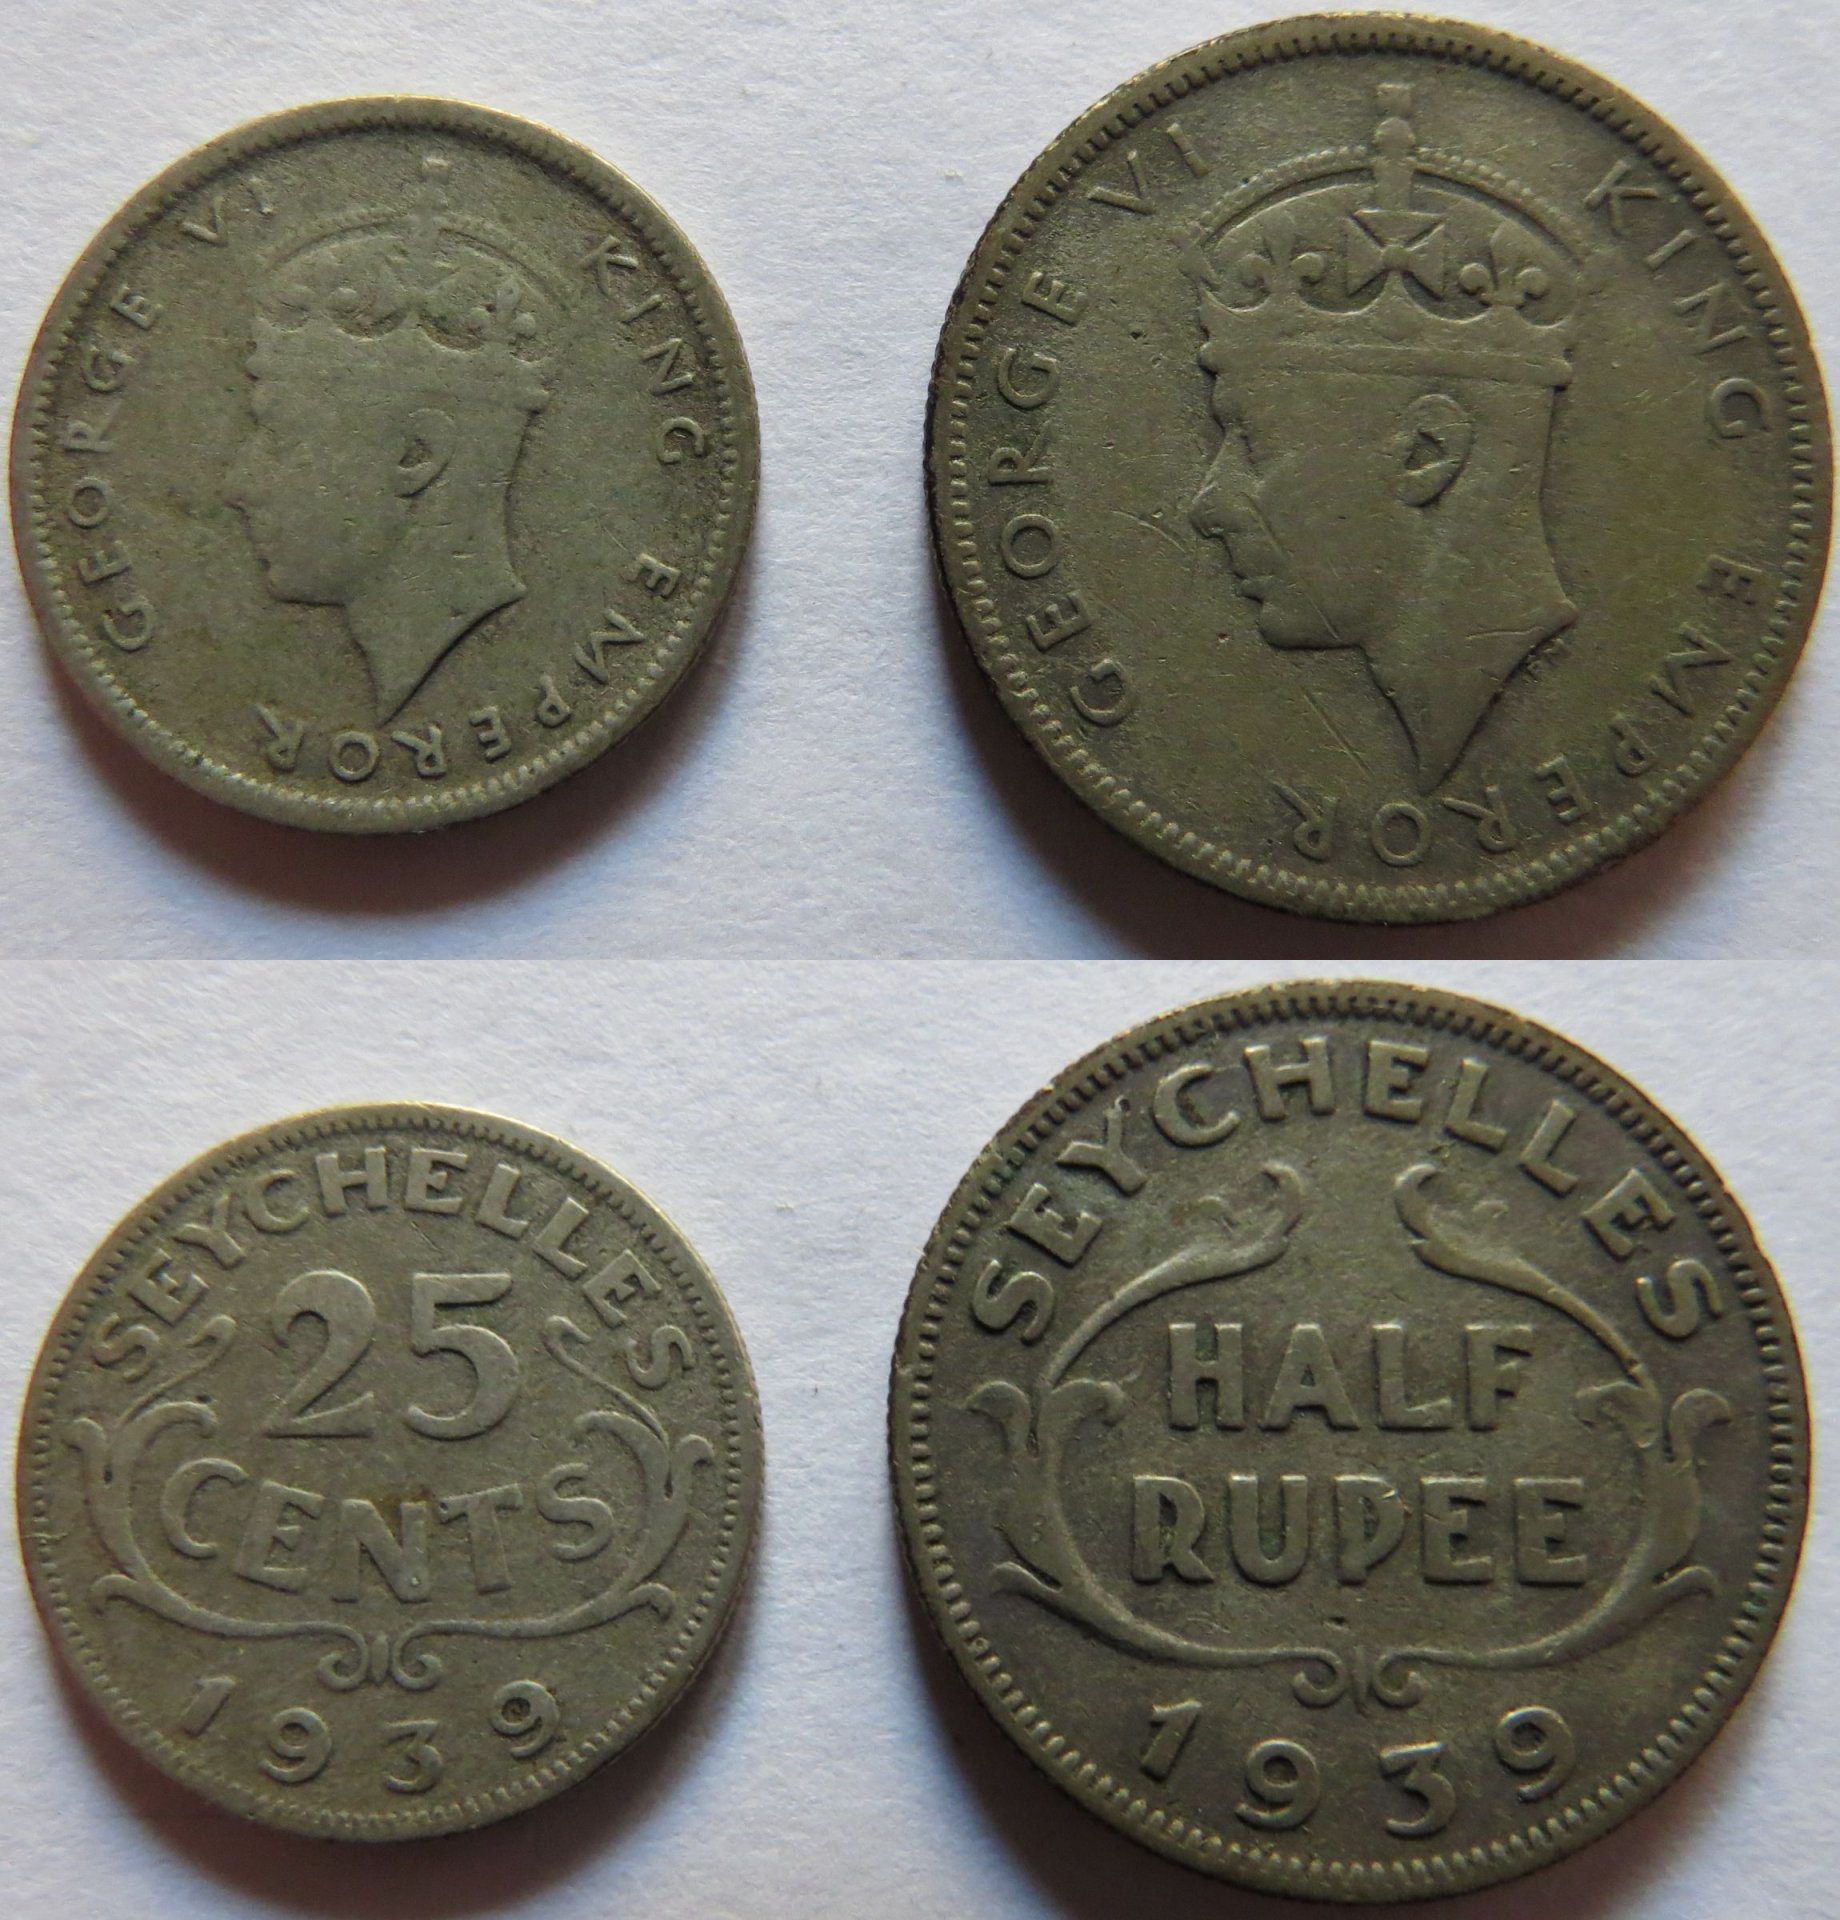 GEORGE VI KING EMPEROR
GEORGE VI KING EMPEROR
SEYCHELLES
25
CENTS
1939
SEYCHELLES
HALF
RUPEE
1939